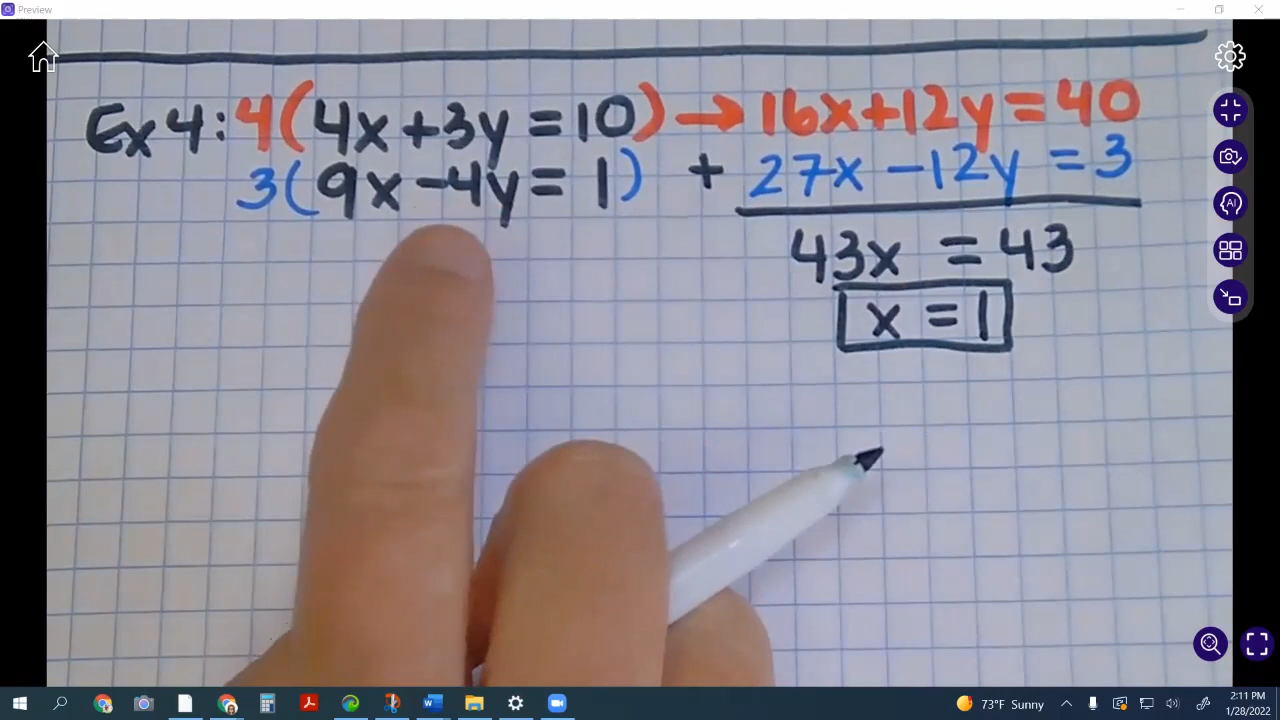 Preview
Ex 4: 4(4x+3y=10) → 16x+12y=40
3(9x-4y=1) + 27x-12y=3
43x = 43
x = 1
AI
73°F Sunny
2:11 PM
1/28/2022